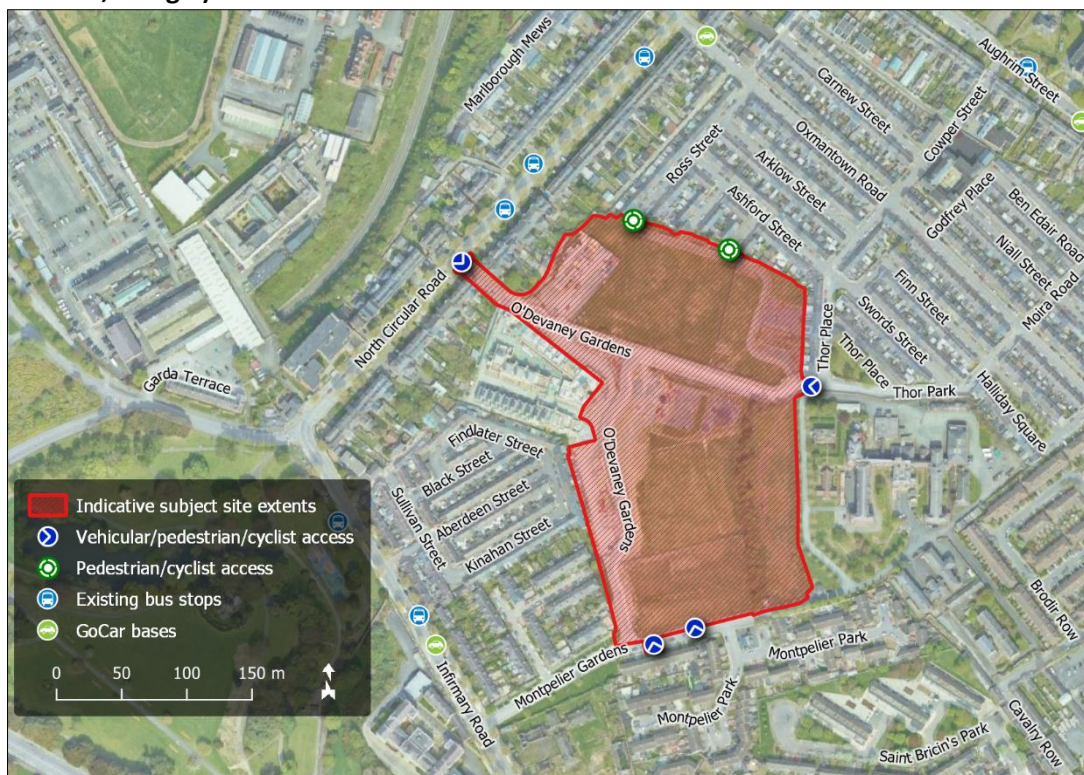 Marlborough Mews
Aughrim Street
Carnew Street
Cowper Street
Oxmantown Road
Ross Street
Arklow Street
Ashford Street
Godfrey Place
Ben Edair Road
Niall Street
Moira Road
North Circular Road
O'Devaney Gardens
Thor Place
Finn Street
Swords Street
Thor Place
Halliday Square
Thor Park
Garda Terrace
Findlater Street
Black Street
Aberdeen Street
Kinahan Street
Sullivan Street
O'Devaney Gardens
Indicative subject site extents
Vehicular/pedestrian/cyclist access
Pedestrian/cyclist access
Existing bus stops
GoCar bases
0 50 100 150 m
Infirmary Road
Montpelier Gardens
Montpelier Park
Montpelier Park
Brodir Row
Cavalry Row
Saint Bricin's Park